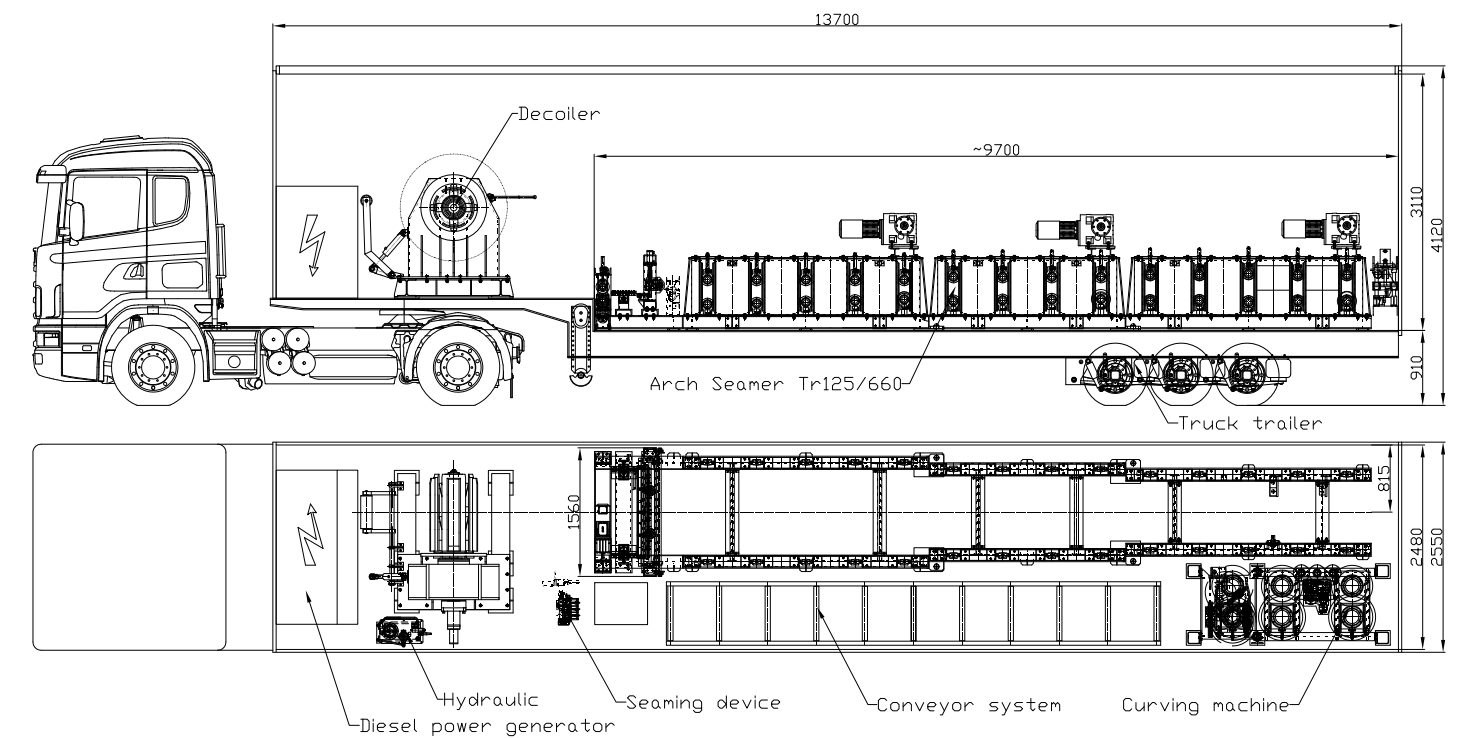 13700
Decoiler
~9700
3110
4120
Arch Seamer Tr125/660
910
Truck trailer
1560
815
2480
2550
Hydraulic
Seaming device
Conveyor system
Curving machine
Diesel power generator